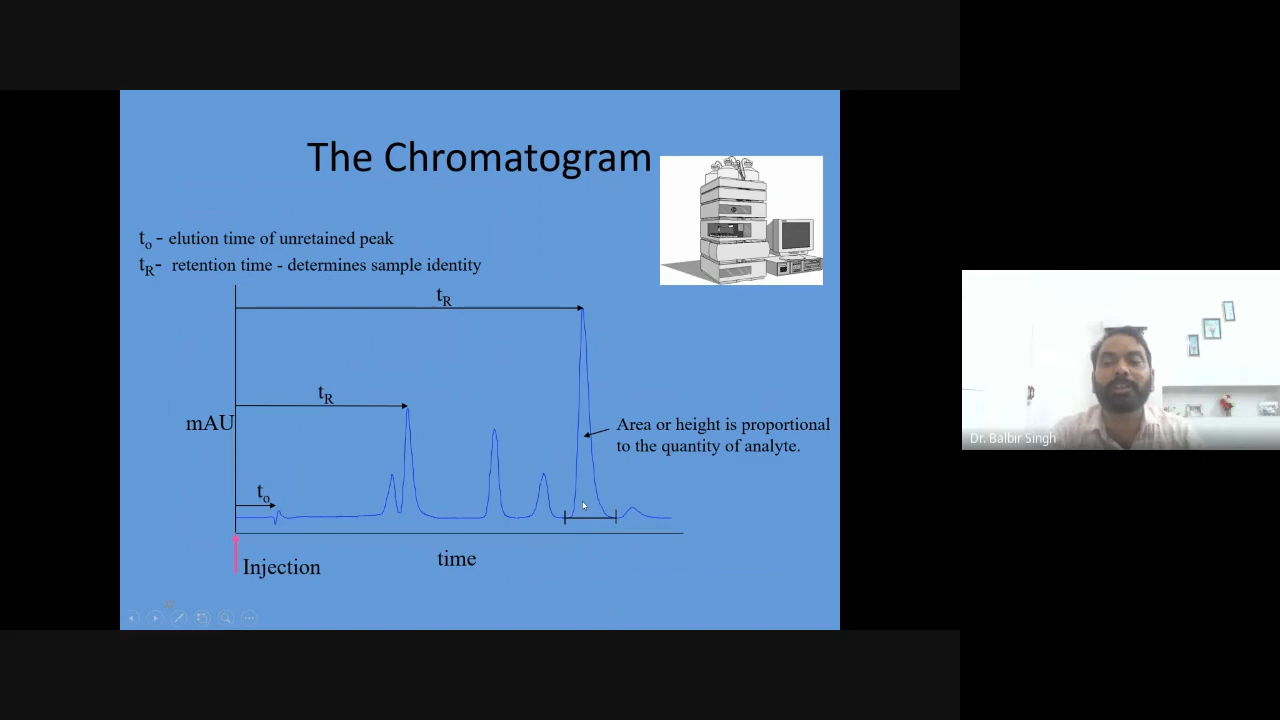 The Chromatogram
to - elution time of unretained peak
tR- retention time - determines sample identity
tR
tR
mAU
Area or height is proportional
to the quantity of analyte.
to
Injection
time
Dr. Balbir Singh